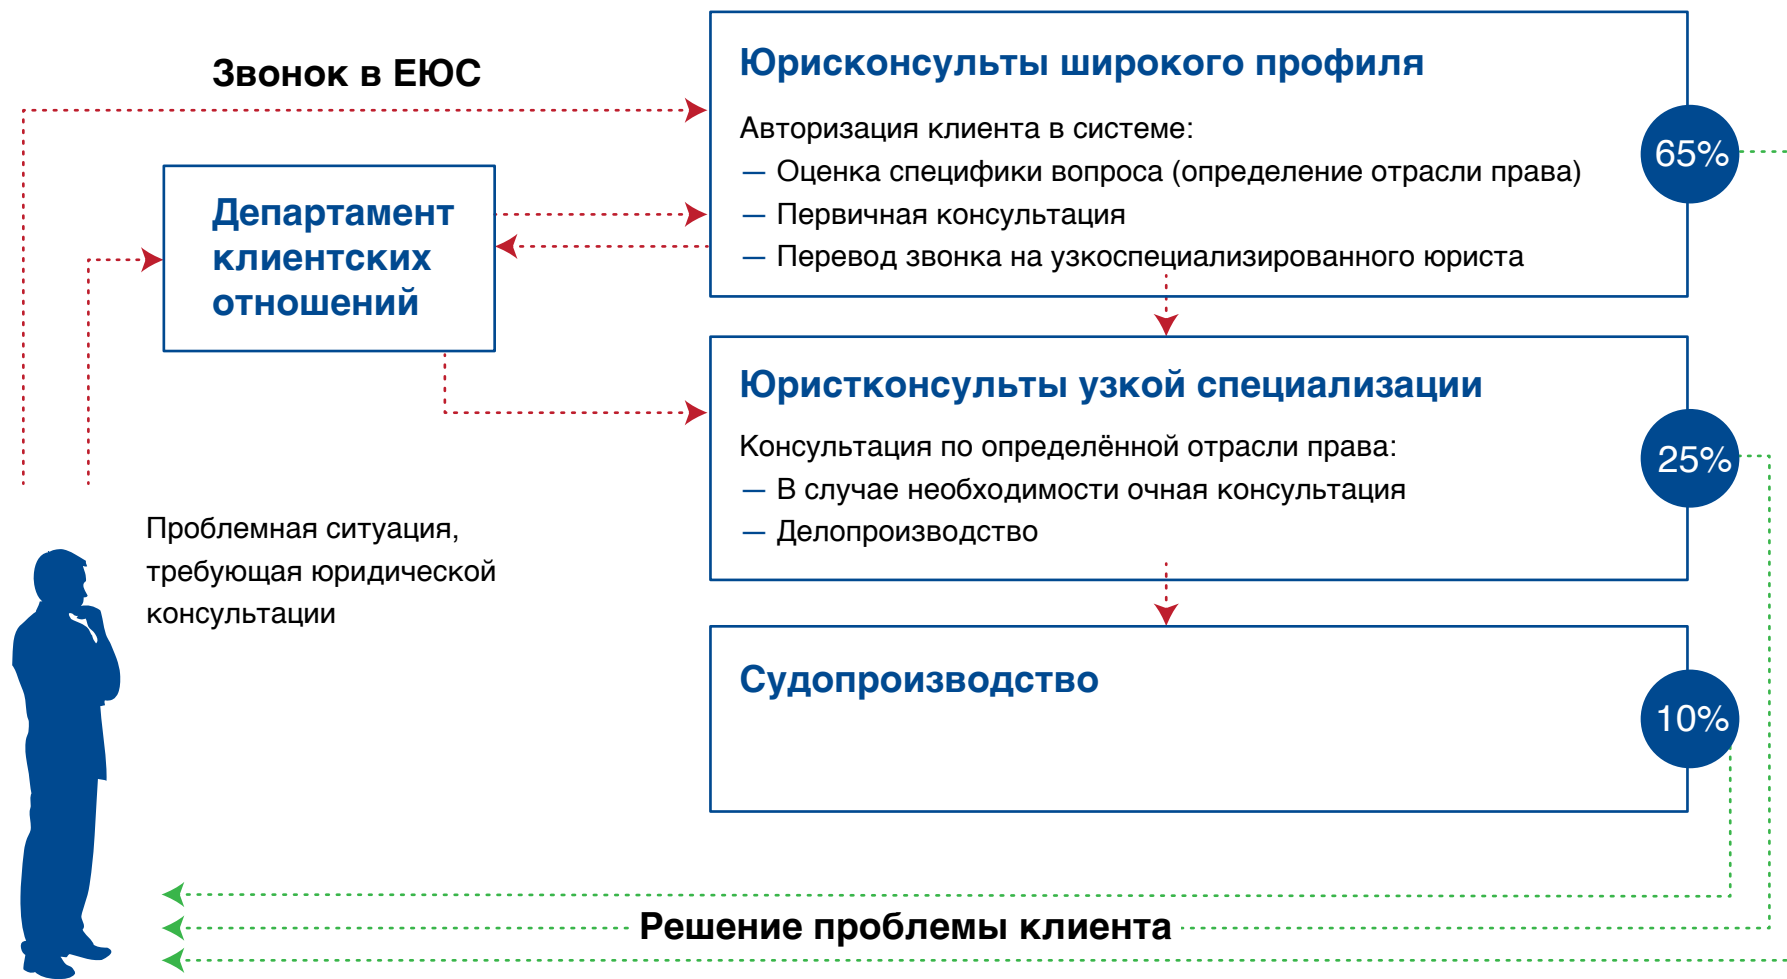 Звонок в ЕЮС
Юрисконсульты широкого профиля
Авторизация клиента в системе:
— Оценка специфики вопроса (определение отрасли права)
— Первичная консультация
— Перевод звонка на узкоспециализированного юриста
65%
Департамент
клиентских
отношений
Юристконсульты узкой специализации
Консультация по определённой отрасли права:
— В случае необходимости очная консультация
— Делопроизводство
25%
Проблемная ситуация,
требующая юридической
консультации
Судопроизводство
10%
Решение проблемы клиента